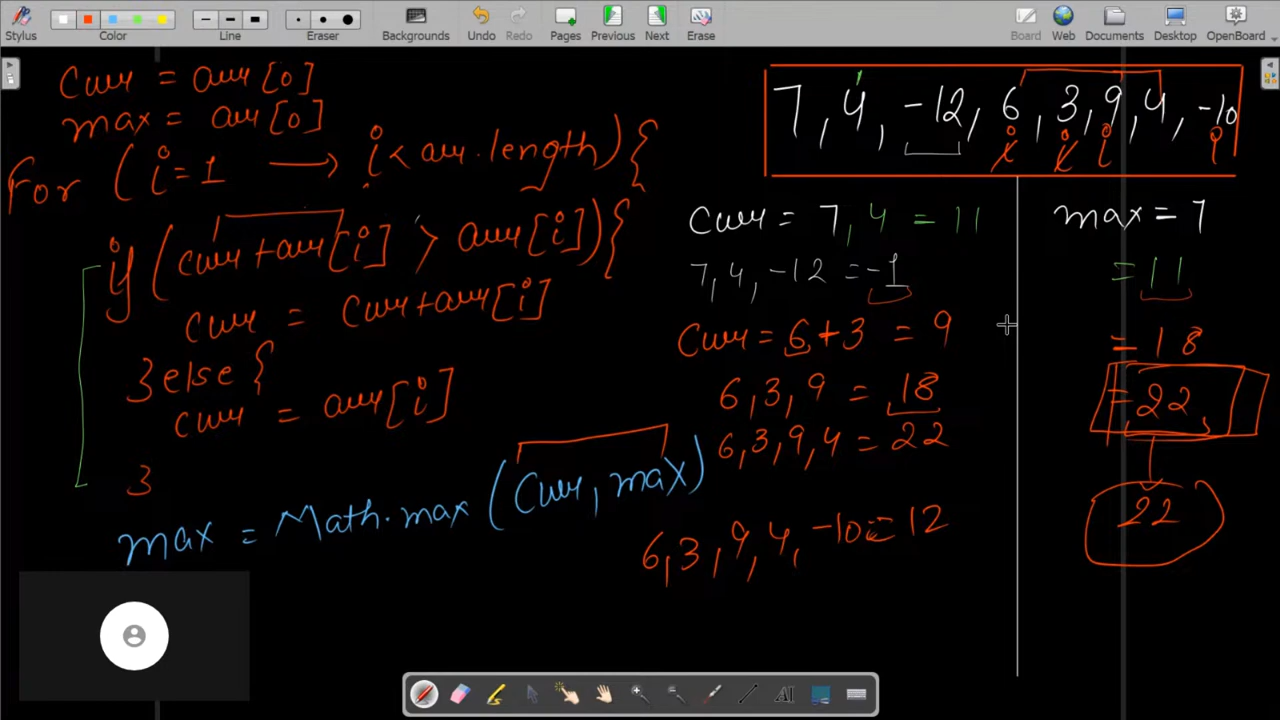 Stylus
Color
Line
Eraser
Backgrounds
Undo
Redo
Pages
Previous
Next
Erase
Board
Web
Documents
Desktop
OpenBoard
curr = arr[0]
max = arr[0]
For (i=1 → i<arr.length){
if (curr+arr[i] > arr[i]){
curr = curr+arr[i]
}else{
curr = arr[i]
}
max = Math.max (Curr, max)
7, 4, -12, 6, 3, 9, 4, -10
i i i i
Curr = 7, 4 = 11
7, 4, -12 = -1
Curr = 6+3 = 9
6, 3, 9 = 18
6, 3, 9, 4 = 22
6, 3, 9, 4, -10 = 12
max = 7
= 11
= 18
= 22
22
AI